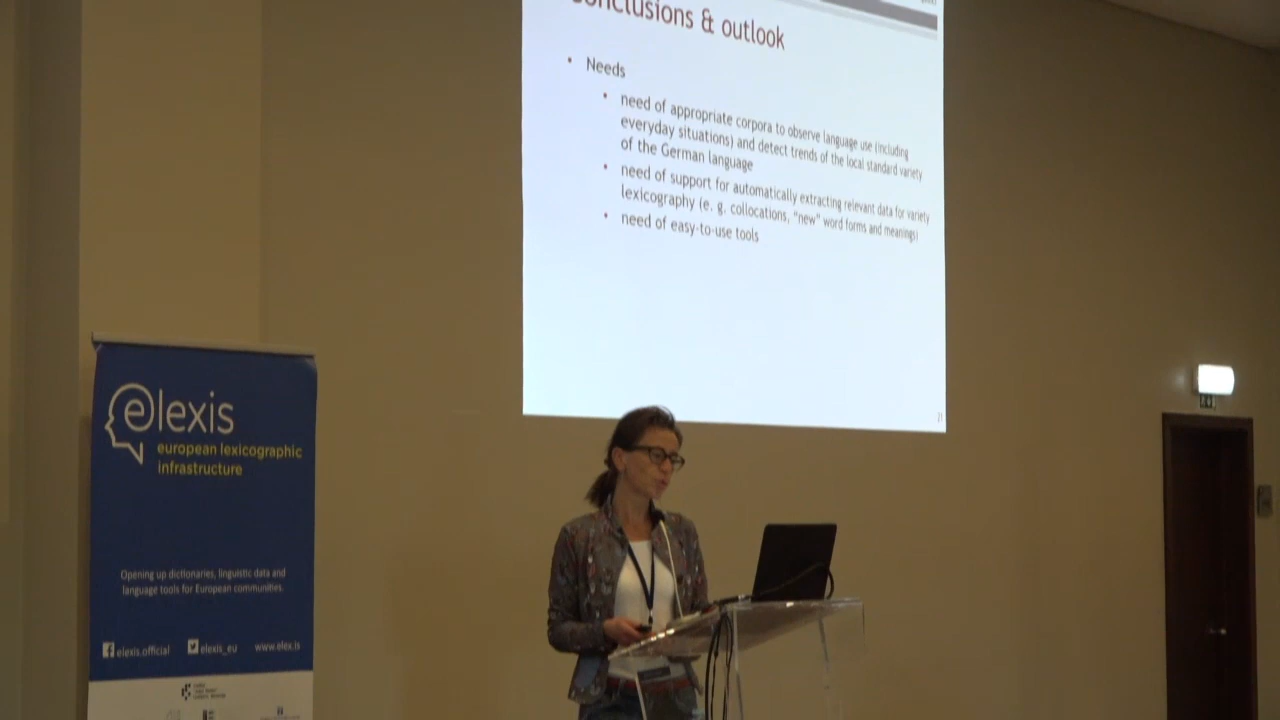 conclusions & outlook
• Needs
• need of appropriate corpora to observe language use (including
everyday situations) and detect trends of the local standard variety
of the German language
• need of support for automatically extracting relevant data for variety
lexicography (e. g. collocations, "new" word forms and meanings)
• need of easy-to-use tools
21
elexis
european lexicographic
infrastructure
Opening up dictionaries, linguistic data and
language tools for European communities.
elexis.official elexis_eu www.elex.is